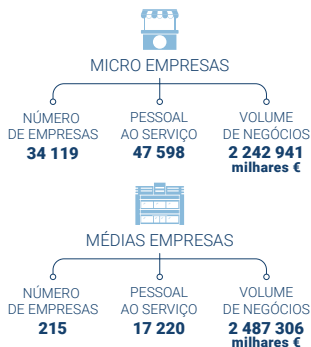 MICRO EMPRESAS
NÚMERO
DE EMPRESAS
34 119
PESSOAL
AO SERVIÇO
47 598
VOLUME
DE NEGÓCIOS
2 242 941
milhares €
MÉDIAS EMPRESAS
NÚMERO
DE EMPRESAS
215
PESSOAL
AO SERVIÇO
17 220
VOLUME
DE NEGÓCIOS
2 487 306
milhares €